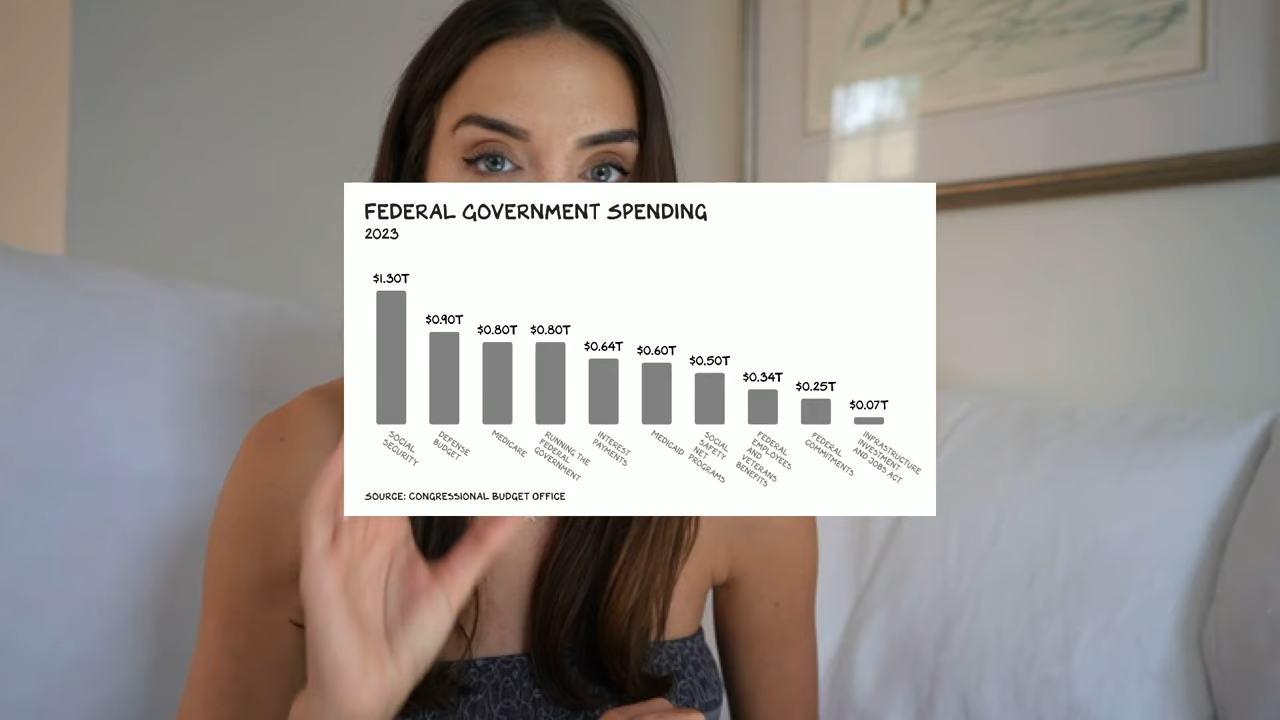 FEDERAL GOVERNMENT SPENDING
2023
$1.30T
$0.90T
$0.80T
$0.80T
$0.64T
$0.60T
$0.50T
$0.34T
$0.25T
$0.07T
SOCIAL
SECURITY
DEFENSE
BUDGET
MEDICARE
RUNNING THE
FEDERAL
GOVERNMENT
INTEREST
PAYMENTS
MEDICAID
SOCIAL
SAFETY
NET
PROGRAMS
FEDERAL
EMPLOYEES
AND
VETERANS
BENEFITS
FEDERAL
COMMITMENTS
INFRASTRUCTURE
INVESTMENT
AND JOBS ACT
SOURCE: CONGRESSIONAL BUDGET OFFICE